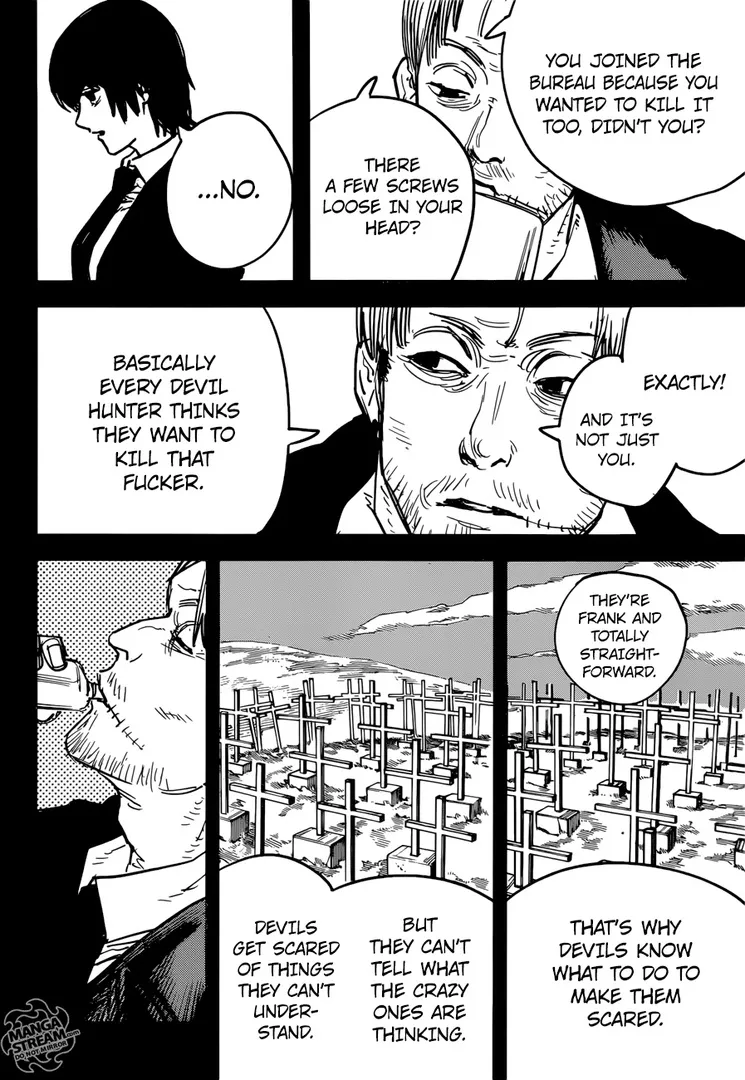 YOU JOINED THE
BUREAU BECAUSE YOU
WANTED TO KILL IT
TOO, DIDN'T YOU?
THERE
A FEW SCREWS
LOOSE IN YOUR
HEAD?
...NO.
EXACTLY!
AND IT'S
NOT JUST
YOU.
BASICALLY
EVERY DEVIL
HUNTER THINKS
THEY WANT TO
KILL THAT
FUCKER.
THEY'RE
FRANK AND
TOTALLY
STRAIGHT-
FORWARD.
THAT'S WHY
DEVILS KNOW
WHAT TO DO TO
MAKE THEM
SCARED.
BUT
THEY CAN'T
TELL WHAT
THE CRAZY
ONES ARE
THINKING.
DEVILS
GET SCARED
OF THINGS
THEY CAN'T
UNDER-
STAND.
MANGA
STREAM.com
DO NOT MIRROR